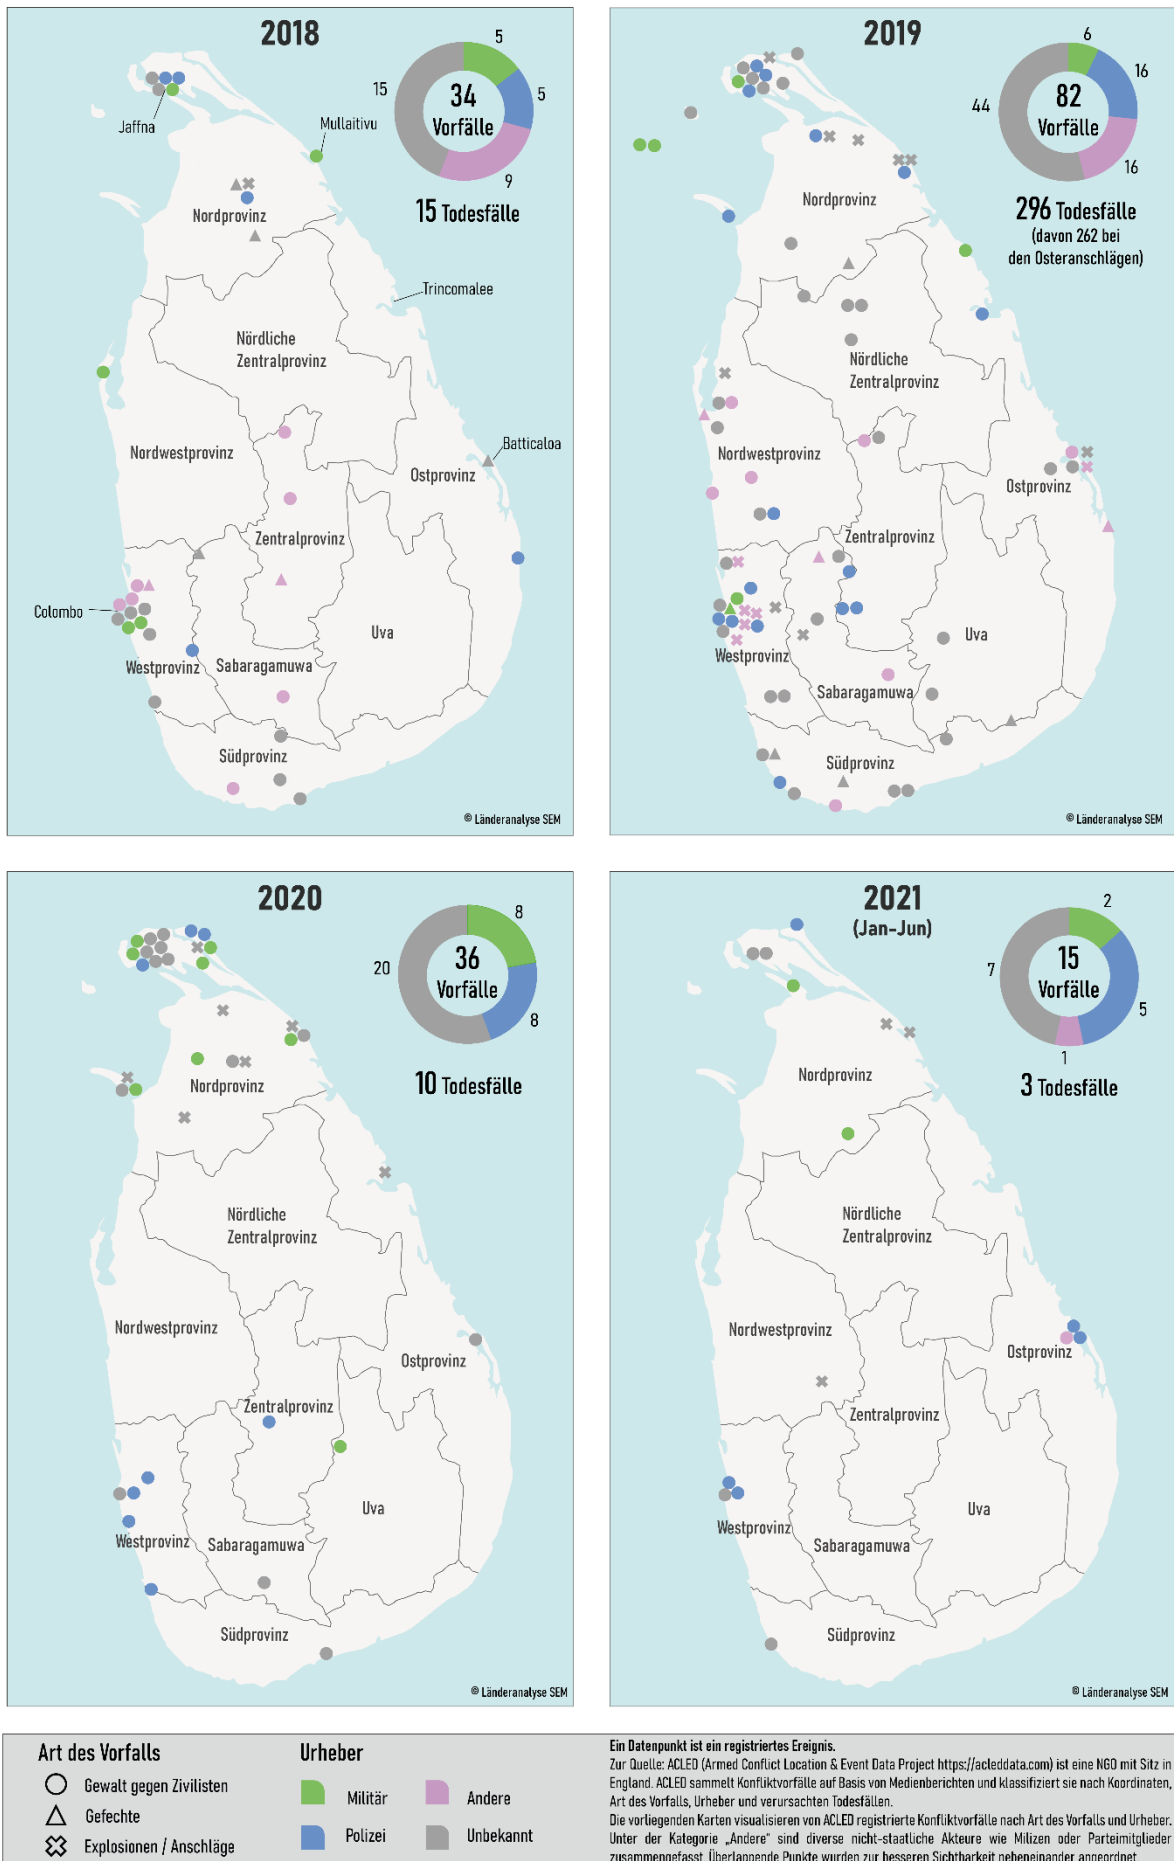 2018
5
15
34
Vorfälle
5
9
15 Todesfälle
Jaffna
Mullaitivu
Nordprovinz
Trincomalee
Nördliche
Zentralprovinz
Nordwestprovinz
Batticaloa
Ostprovinz
Zentralprovinz
Colombo
Uva
Westprovinz
Sabaragamuwa
Südprovinz
© Länderanalyse SEM
2019
6
16
44
82
Vorfälle
16
296 Todesfälle
(davon 262 bei
den Osteranschlägen)
Nordprovinz
Nördliche
Zentralprovinz
Nordwestprovinz
Ostprovinz
Zentralprovinz
Uva
Westprovinz
Sabaragamuwa
Südprovinz
© Länderanalyse SEM
2020
8
20
36
Vorfälle
8
10 Todesfälle
Nordprovinz
Nördliche
Zentralprovinz
Nordwestprovinz
Ostprovinz
Zentralprovinz
Uva
Westprovinz
Sabaragamuwa
Südprovinz
© Länderanalyse SEM
2021
(Jan-Jun)
2
7
15
Vorfälle
5
1
3 Todesfälle
Nordprovinz
Nördliche
Zentralprovinz
Nordwestprovinz
Ostprovinz
Zentralprovinz
Uva
Westprovinz
Sabaragamuwa
Südprovinz
© Länderanalyse SEM
Art des Vorfalls
Gewalt gegen Zivilisten
Gefechte
Explosionen / Anschläge
Urheber
Militär
Andere
Polizei
Unbekannt
Ein Datenpunkt ist ein registriertes Ereignis.
Zur Quelle: ACLED (Armed Conflict Location & Event Data Project https://acleddata.com) ist eine NGO mit Sitz in
England. ACLED sammelt Konfliktvorfälle auf Basis von Medienberichten und klassifiziert sie nach Koordinaten,
Art des Vorfalls, Urheber und verursachten Todesfällen.
Die vorliegenden Karten visualisieren von ACLED registrierte Konfliktvorfälle nach Art des Vorfalls und Urheber.
Unter der Kategorie „Andere" sind diverse nicht-staatliche Akteure wie Milizen oder Parteimitglieder
zusammengefasst. Überlappende Punkte wurden zur besseren Sichtbarkeit nebeneinander angeordnet.